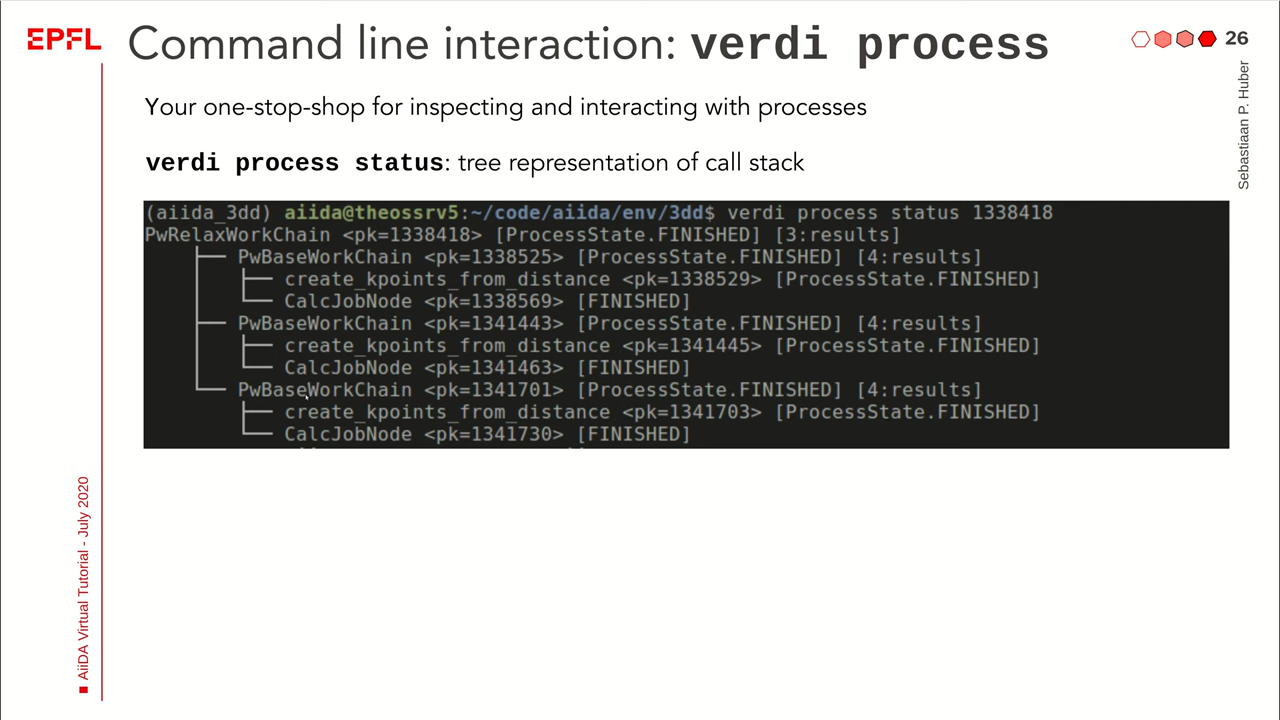 EPFL
Command line interaction: verdi process
26
Sebastiaan P. Huber
Your one-stop-shop for inspecting and interacting with processes
verdi process status: tree representation of call stack
(aiida_3dd) aiida@theossrv5:~/code/aiida/env/3dd$ verdi process status 1338418
PwRelaxWorkChain <pk=1338418> [ProcessState.FINISHED] [3:results]
├── PwBaseWorkChain <pk=1338525> [ProcessState.FINISHED] [4:results]
│   ├── create_kpoints_from_distance <pk=1338529> [ProcessState.FINISHED]
│   └── CalcJobNode <pk=1338569> [FINISHED]
├── PwBaseWorkChain <pk=1341443> [ProcessState.FINISHED] [4:results]
│   ├── create_kpoints_from_distance <pk=1341445> [ProcessState.FINISHED]
│   └── CalcJobNode <pk=1341463> [FINISHED]
└── PwBaseWorkChain <pk=1341701> [ProcessState.FINISHED] [4:results]
    ├── create_kpoints_from_distance <pk=1341703> [ProcessState.FINISHED]
    └── CalcJobNode <pk=1341730> [FINISHED]
AiiDA Virtual Tutorial - July 2020